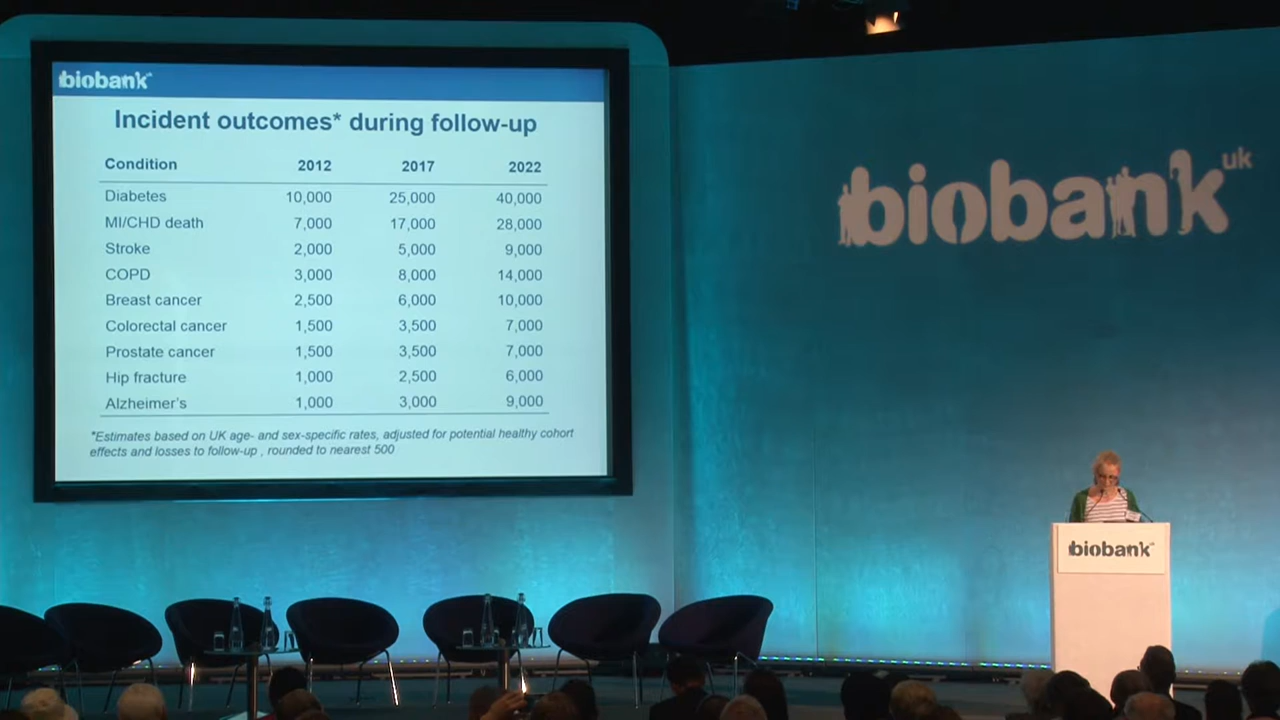 biobank
Incident outcomes* during follow-up
Condition 2012 2017 2022
Diabetes 10,000 25,000 40,000
MI/CHD death 7,000 17,000 28,000
Stroke 2,000 5,000 9,000
COPD 3,000 8,000 14,000
Breast cancer 2,500 6,000 10,000
Colorectal cancer 1,500 3,500 7,000
Prostate cancer 1,500 3,500 7,000
Hip fracture 1,000 2,500 6,000
Alzheimer's 1,000 3,000 9,000
*Estimates based on UK age- and sex-specific rates, adjusted for potential healthy cohort
effects and losses to follow-up , rounded to nearest 500
biobank uk
biobank